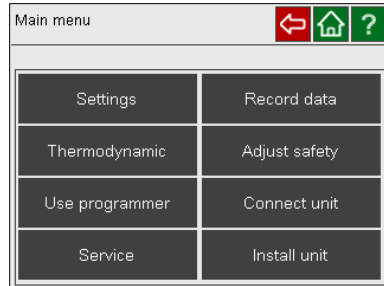 Main menu
?
Settings
Record data
Thermodynamic
Adjust safety
Use programmer
Connect unit
Service
Install unit